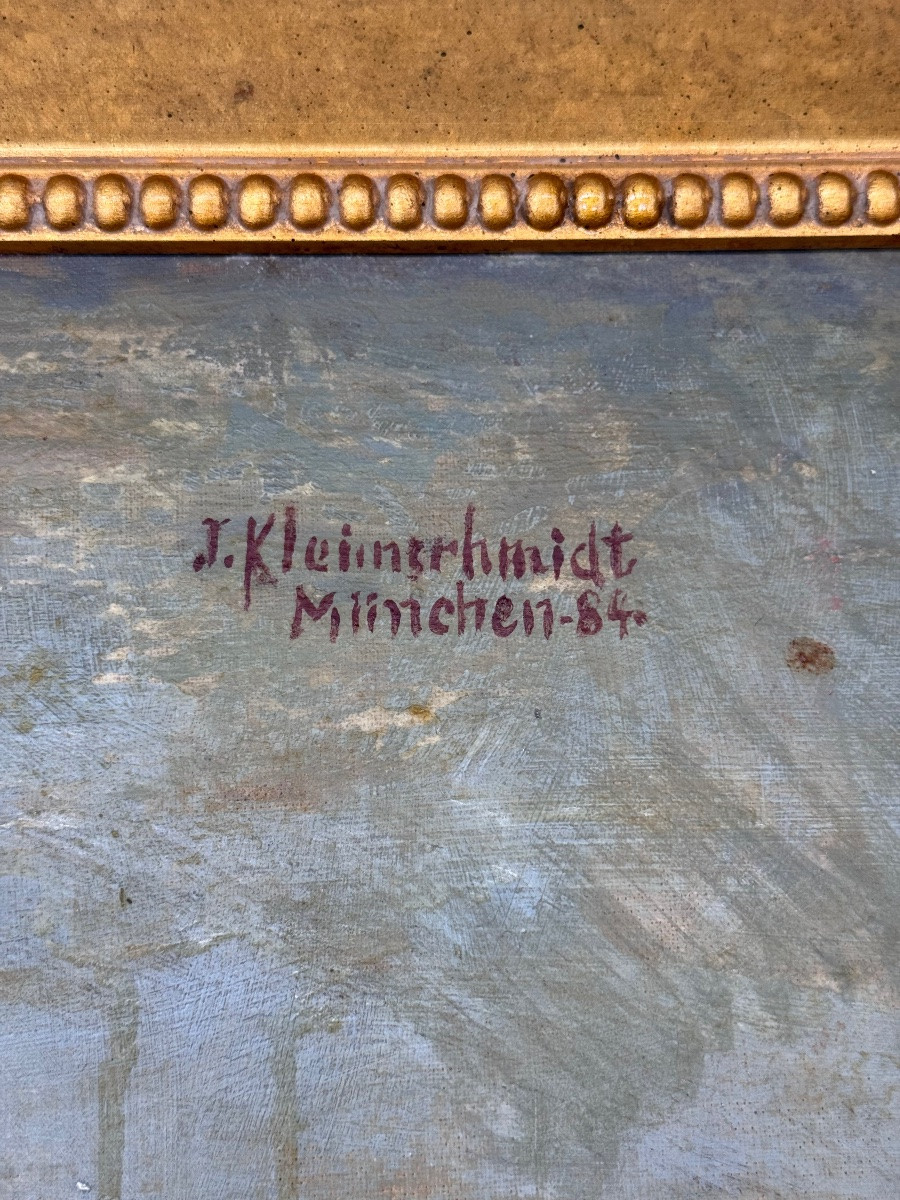 J. Kleinschmidt
München-84.